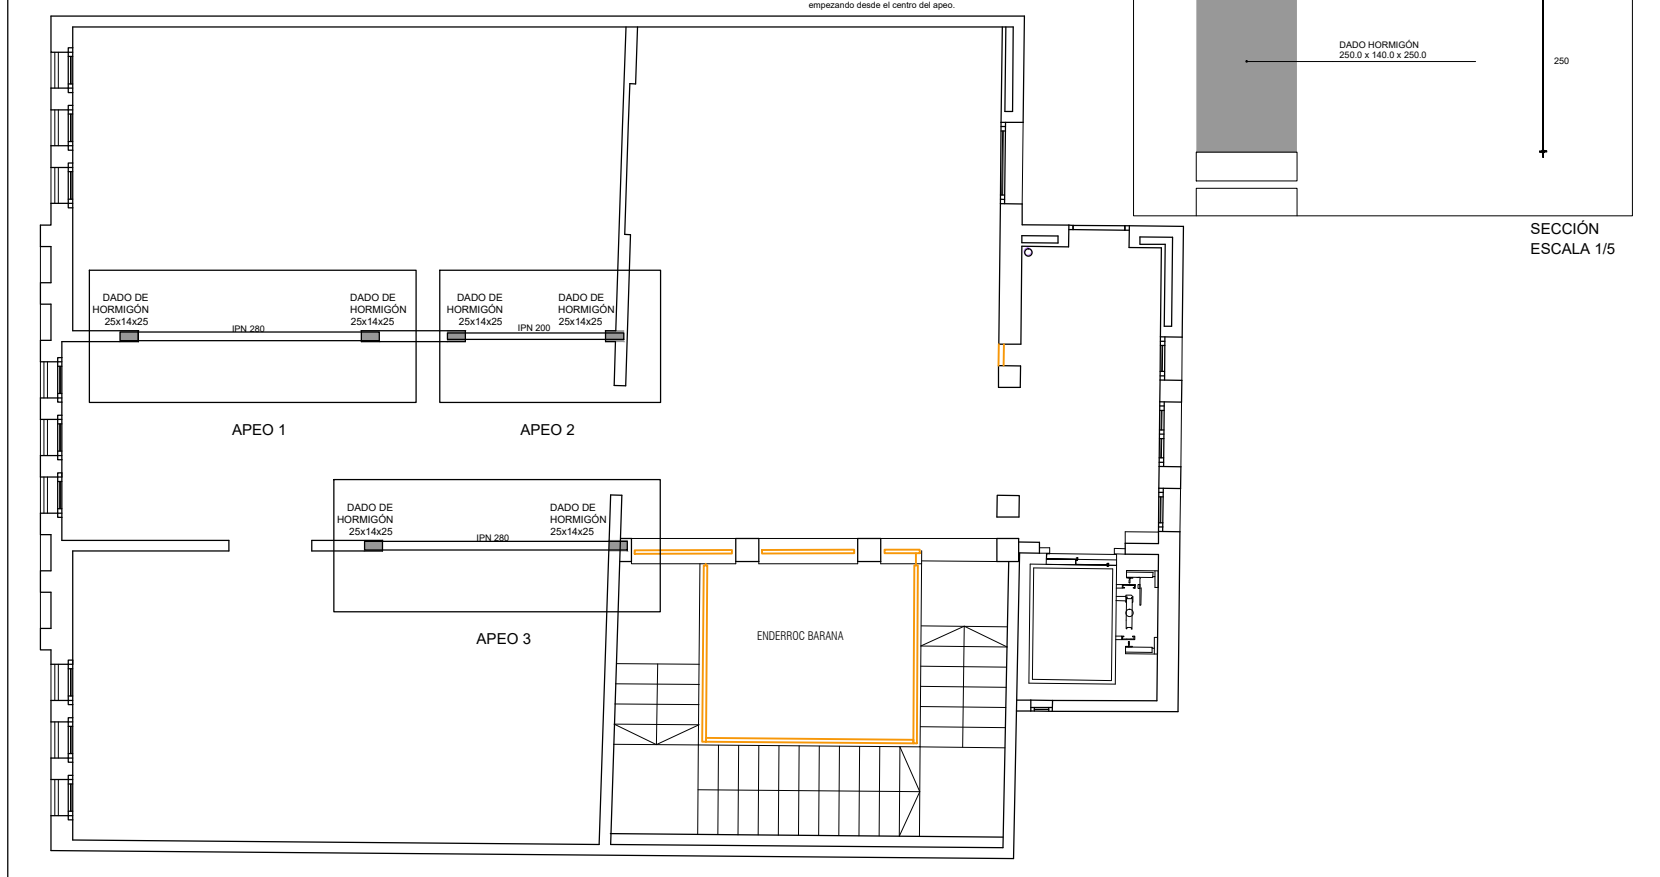 empezando desde el centro del apeo.
DADO HORMIGÓN
250.0 x 140.0 x 250.0
250
SECCIÓN
ESCALA 1/5
DADO DE
HORMIGÓN
25x14x25
IPN 280
DADO DE
HORMIGÓN
25x14x25
DADO DE
HORMIGÓN
25x14x25
IPN 200
DADO DE
HORMIGÓN
25x14x25
APEO 1
APEO 2
DADO DE
HORMIGÓN
25x14x25
IPN 280
DADO DE
HORMIGÓN
25x14x25
APEO 3
ENDERROC BARANA